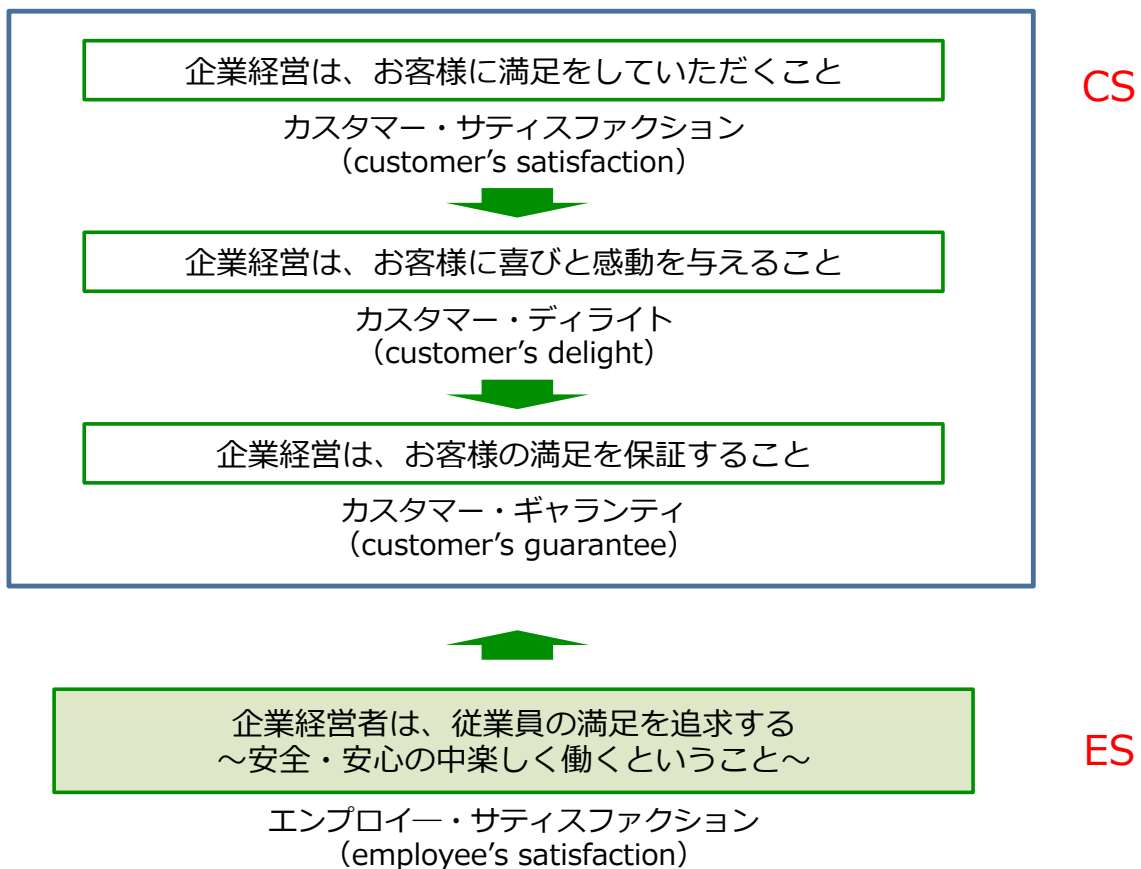 企業経営は、お客様に満足をしていただくこと
CS
カスタマー・サティスファクション
（customer’s satisfaction）
企業経営は、お客様に喜びと感動を与えること
カスタマー・ディライト
（customer’s delight）
企業経営は、お客様の満足を保証すること
カスタマー・ギャランティ
（customer’s guarantee）
企業経営者は、従業員の満足を追求する
～安全・安心の中楽しく働くということ～
ES
エンプロイ―・サティスファクション
（employee’s satisfaction）